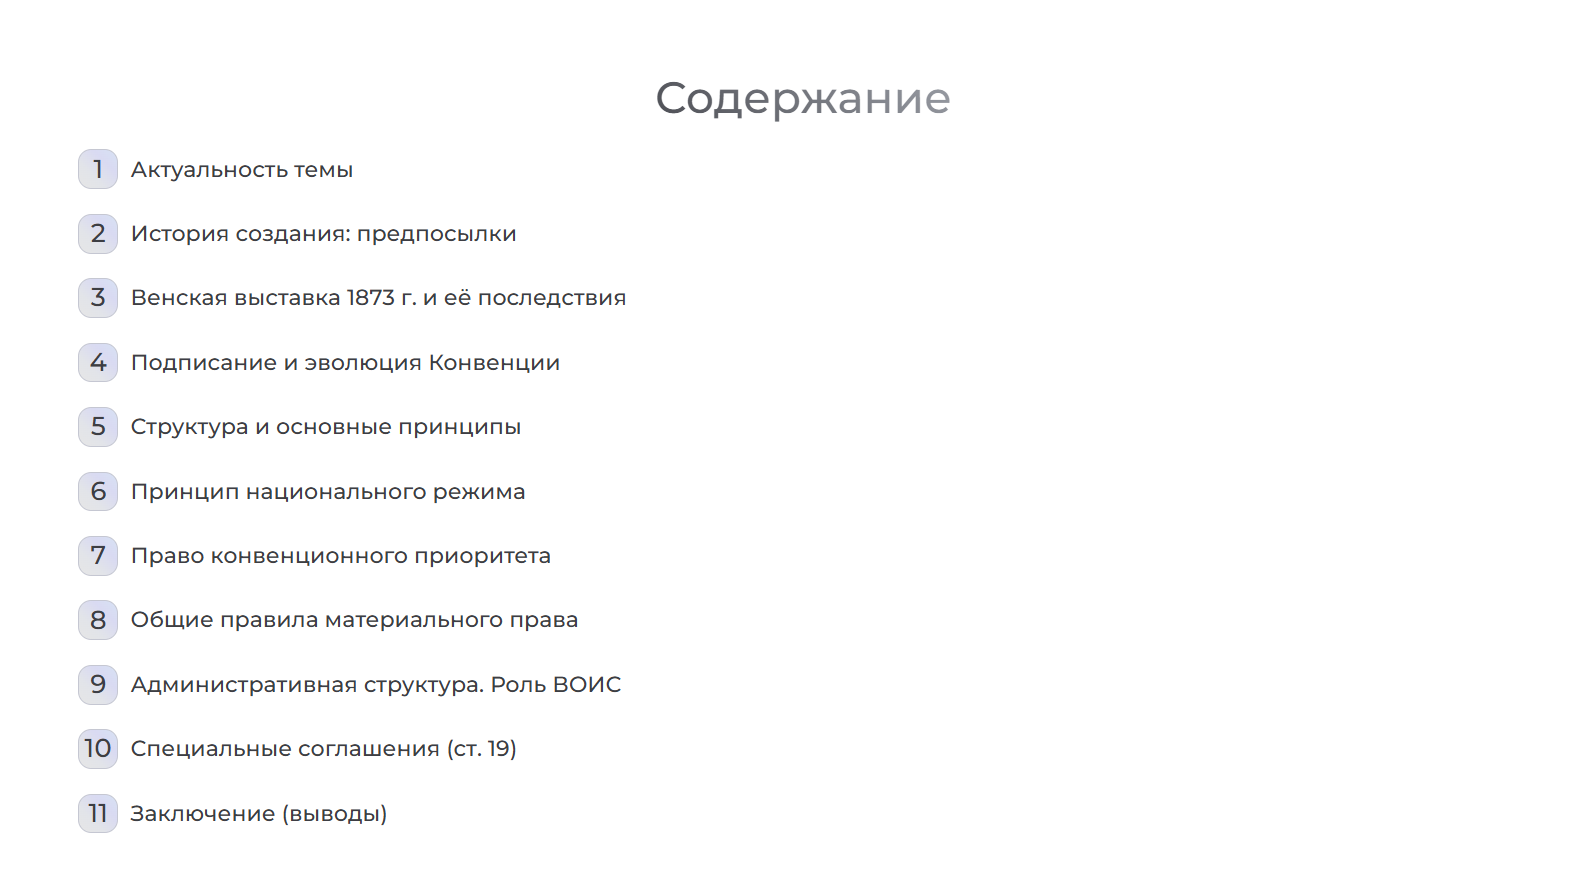 Содержание
1 Актуальность темы
2 История создания: предпосылки
3 Венская выставка 1873 г. и её последствия
4 Подписание и эволюция Конвенции
5 Структура и основные принципы
6 Принцип национального режима
7 Право конвенционного приоритета
8 Общие правила материального права
9 Административная структура. Роль ВОИС
10 Специальные соглашения (ст. 19)
11 Заключение (выводы)